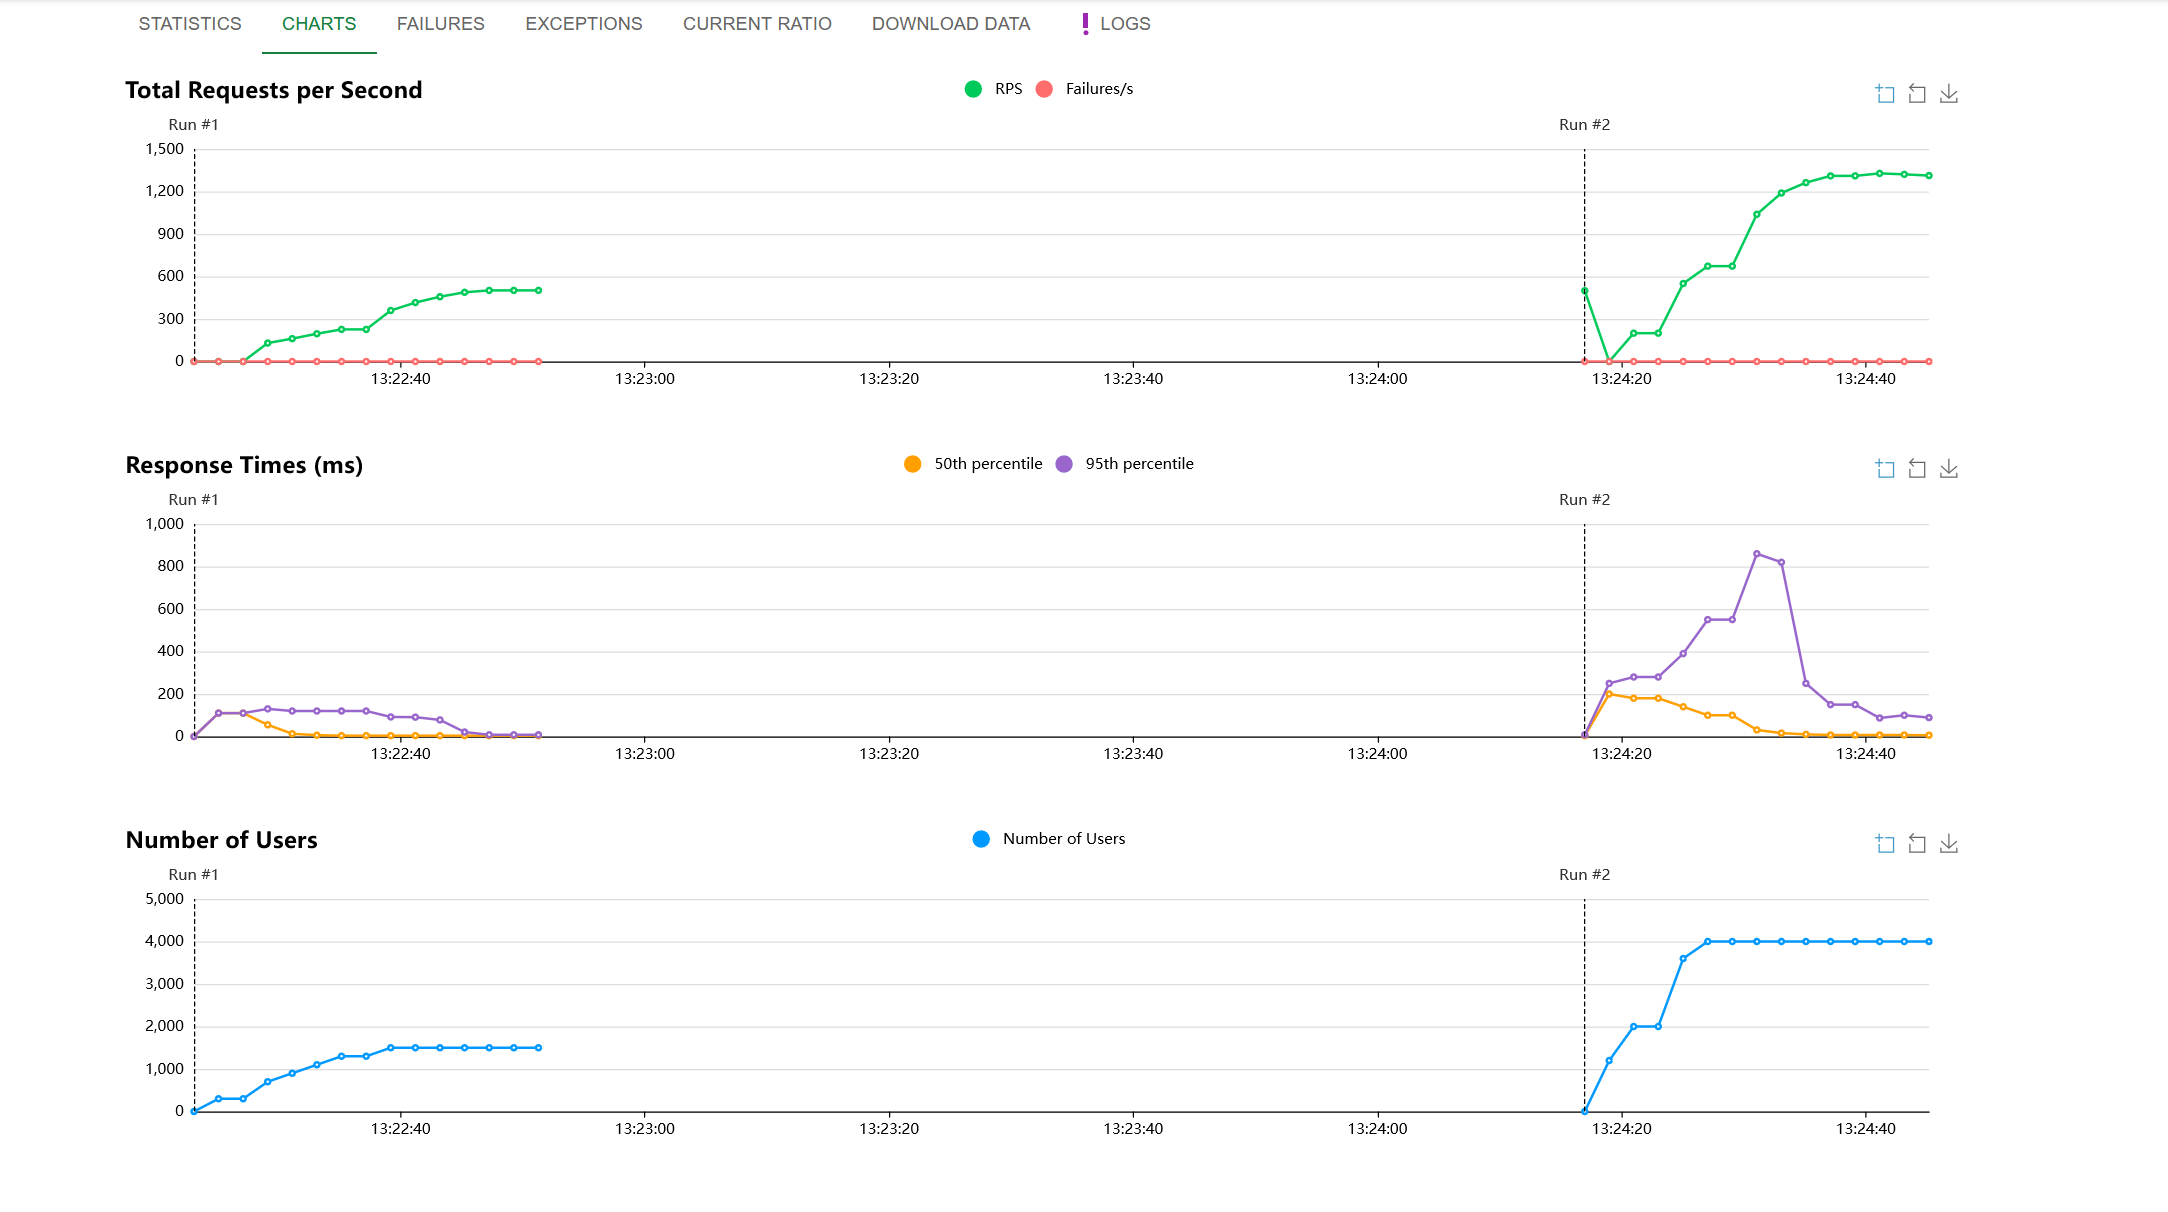 STATISTICS CHARTS FAILURES EXCEPTIONS CURRENT RATIO DOWNLOAD DATA LOGS
Total Requests per Second
RPS Failures/s
Run #1 Run #2
1,500
1,200
900
600
300
0
13:22:40 13:23:00 13:23:20 13:23:40 13:24:00 13:24:20 13:24:40
Response Times (ms)
50th percentile 95th percentile
Run #1 Run #2
1,000
800
600
400
200
0
13:22:40 13:23:00 13:23:20 13:23:40 13:24:00 13:24:20 13:24:40
Number of Users
Number of Users
Run #1 Run #2
5,000
4,000
3,000
2,000
1,000
0
13:22:40 13:23:00 13:23:20 13:23:40 13:24:00 13:24:20 13:24:40